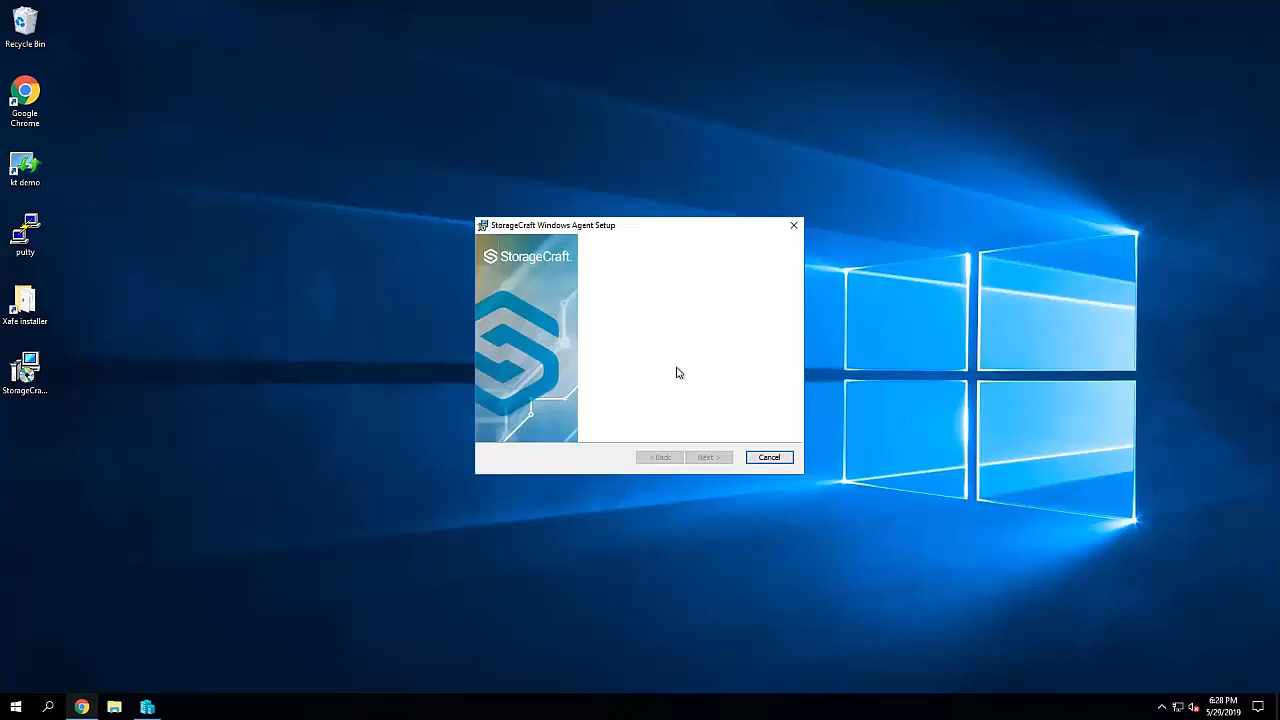 Recycle Bin
Google
Chrome
kt demo
putty
Xafe installer
StorageCra...
StorageCraft Windows Agent Setup
StorageCraft.
< Back
Next >
Cancel
6:28 PM
5/29/2019